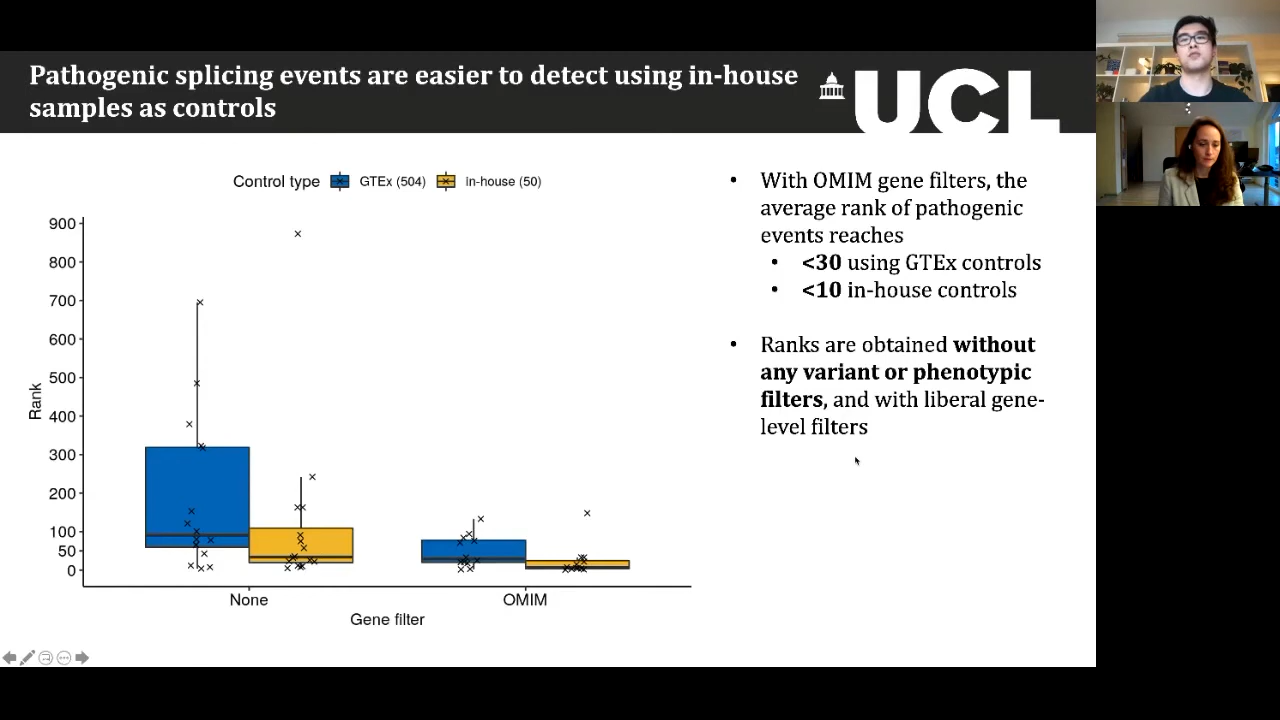 Pathogenic splicing events are easier to detect using in-house
samples as controls
UCL
Control type GTEx (504) In-house (50)
900
800
700
600
500
400
300
200
100
50
0
Rank
None OMIM
Gene filter
• With OMIM gene filters, the
average rank of pathogenic
events reaches
• <30 using GTEx controls
• <10 in-house controls
• Ranks are obtained without
any variant or phenotypic
filters, and with liberal gene-
level filters